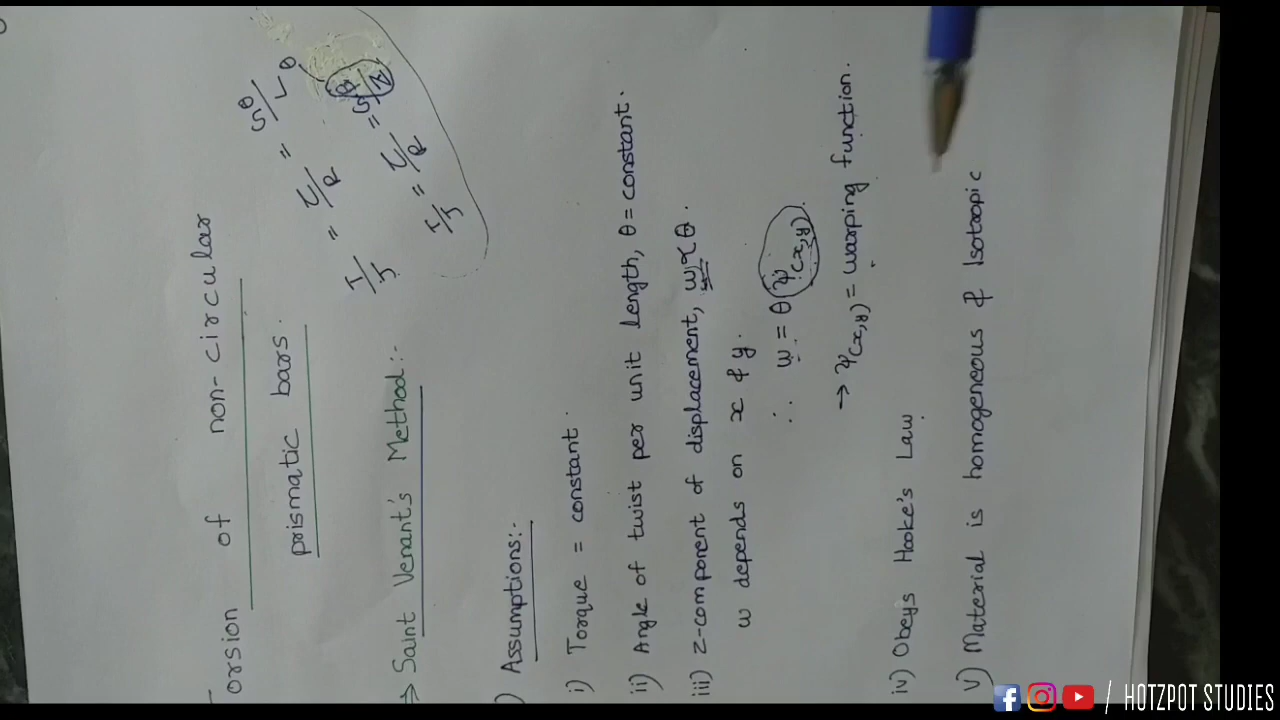 Torsion of non-circular
prismatic bars.
T/J = τ/R = Gθ/L
T/J = τ/R = Gθ
⇒ Saint Venant's Method:-
) Assumptions:-
i) Torque = constant.
ii) Angle of twist per unit length, θ = constant.
iii) z-component of displacement, w ∝ θ.
w depends on x & y.
∴ w = θ(ψ(x,y)).
→ ψ(x,y) = warping function.
iv) Obeys Hooke's Law
v) Material is homogeneous & Isotropic
/ HOTZPOT STUDIES